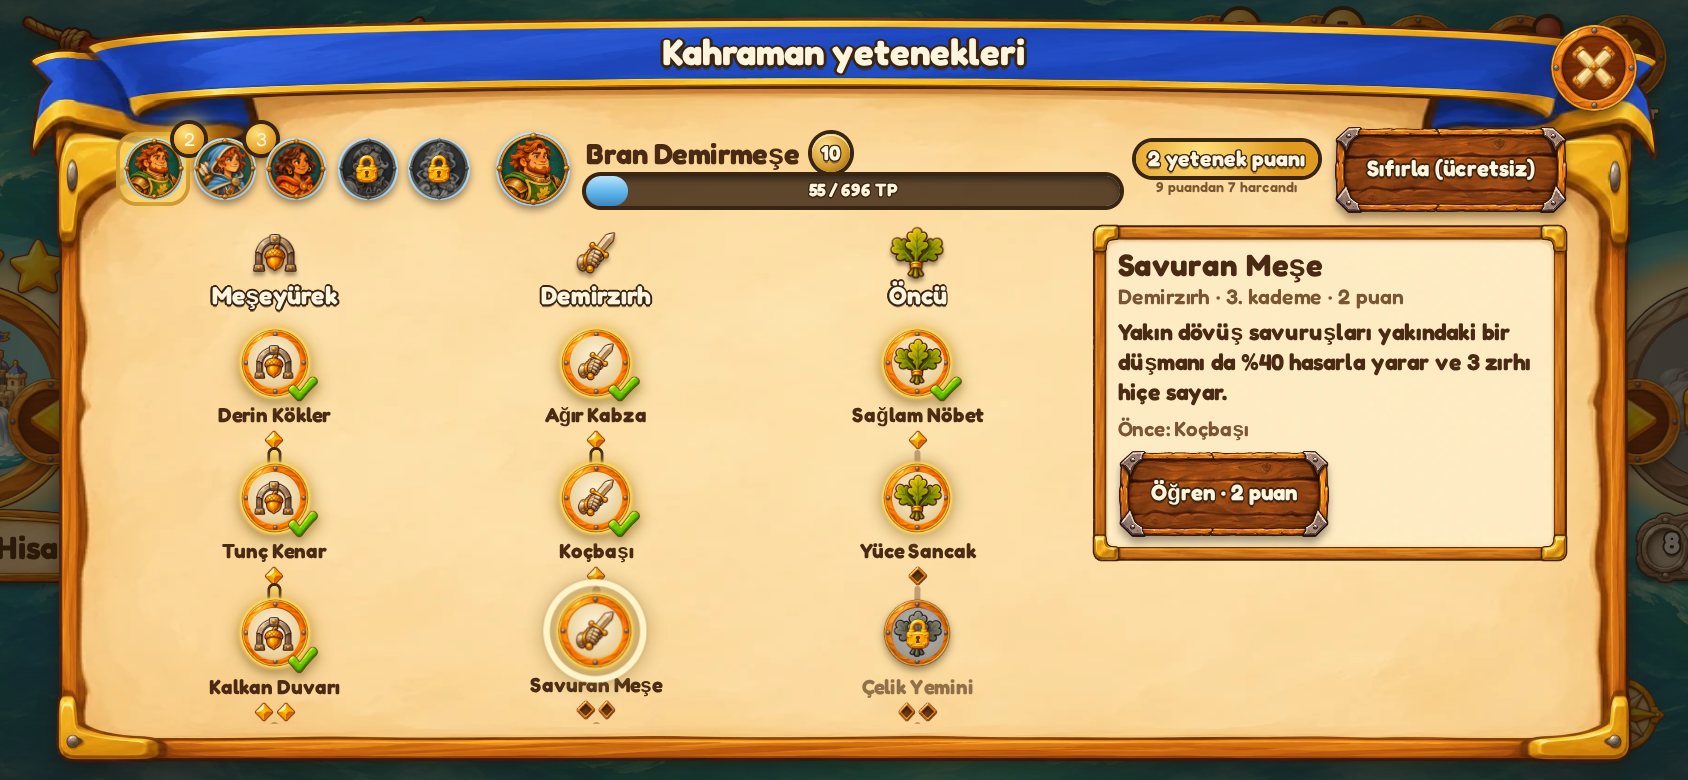 Kahraman yetenekleri
2
3
Bran Demirmeşe
10
55 / 696 TP
2 yetenek puanı
9 puandan 7 harcandı
Sıfırla (ücretsiz)
Meşeyürek
Demirzırh
Öncü
Derin Kökler
Ağır Kabza
Sağlam Nöbet
Tunç Kenar
Koçbaşı
Yüce Sancak
Kalkan Duvarı
Savuran Meşe
Çelik Yemini
Savuran Meşe
Demirzırh · 3. kademe · 2 puan
Yakın dövüş savuruşları yakındaki bir
düşmanı da %40 hasarla yarar ve 3 zırhı
hiçe sayar.
Önce: Koçbaşı
Öğren · 2 puan
Hisa
8